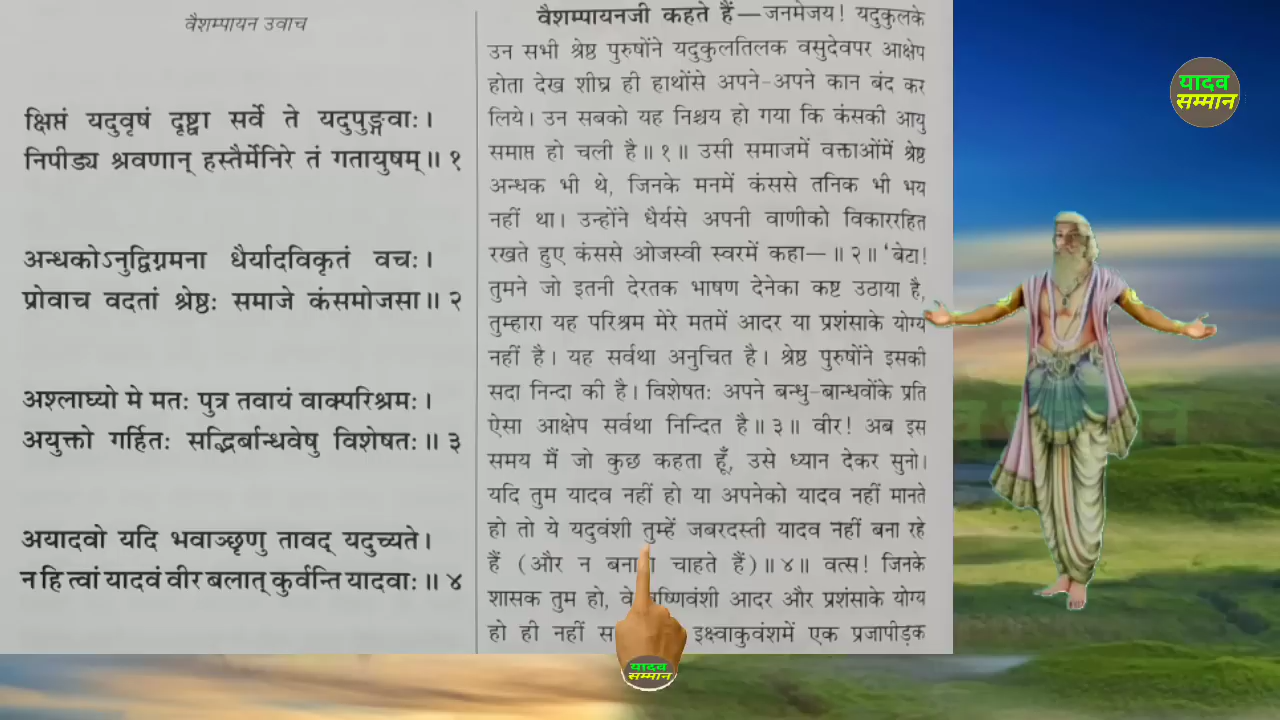 वैशम्पायन उवाच
क्षिप्तं यदुवृषं दृष्ट्वा सर्वे ते यदुपुङ्गवाः।
निपीड्य श्रवणान् हस्तैर्मेनिरे तं गतायुषम्॥ १
अन्धकोऽनुद्विग्नमना धैर्यादविकृतं वचः।
प्रोवाच वदतां श्रेष्ठः समाजे कंसमोजसा॥ २
अश्लाघ्यो मे मतः पुत्र तवायं वाक्परिश्रमः।
अयुक्तो गर्हितः सद्भिर्बान्धवेषु विशेषतः॥ ३
अयादवो यदि भवाञ्छृणु तावद् यदुच्यते।
न हि त्वां यादवं वीर बलात् कुर्वन्ति यादवाः॥ ४
वैशम्पायनजी कहते हैं—जनमेजय! यदुकुलके
उन सभी श्रेष्ठ पुरुषोंने यदुकुलतिलक वसुदेवपर आक्षेप
होता देख शीघ्र ही हाथोंसे अपने-अपने कान बंद कर
लिये। उन सबको यह निश्चय हो गया कि कंसकी आयु
समाप्त हो चली है॥ १॥ उसी समाजमें वक्ताओंमें श्रेष्ठ
अन्धक भी थे, जिनके मनमें कंससे तनिक भी भय
नहीं था। उन्होंने धैर्यसे अपनी वाणीको विकाररहित
रखते हुए कंससे ओजस्वी स्वरमें कहा—॥ २॥ 'बेटा!
तुमने जो इतनी देरतक भाषण देनेका कष्ट उठाया है,
तुम्हारा यह परिश्रम मेरे मतमें आदर या प्रशंसाके योग्य
नहीं है। यह सर्वथा अनुचित है। श्रेष्ठ पुरुषोंने इसकी
सदा निन्दा की है। विशेषतः अपने बन्धु-बान्धवोंके प्रति
ऐसा आक्षेप सर्वथा निन्दित है॥ ३॥ वीर! अब इस
समय मैं जो कुछ कहता हूँ, उसे ध्यान देकर सुनो।
यदि तुम यादव नहीं हो या अपनेको यादव नहीं मानते
हो तो ये यदुवंशी तुम्हें जबरदस्ती यादव नहीं बना रहे
हैं (और न चाहते हैं)॥ ४॥ वत्स! जिनके
शासक तुम हो, वे आदर और प्रशंसाके योग्य
हो ही नहीं इक्ष्वाकुवंशमें एक प्रजापीड़क
यादव
सम्मान
यादव
सम्मान